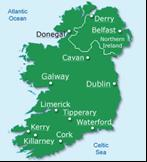 Atlantic
Ocean
Derry
Donegal
Belfast
Northern
Ireland
Cavan
Galway
Dublin
Limerick
Tipperary
Waterford
Kerry
Killarney
Cork
Celtic
Sea